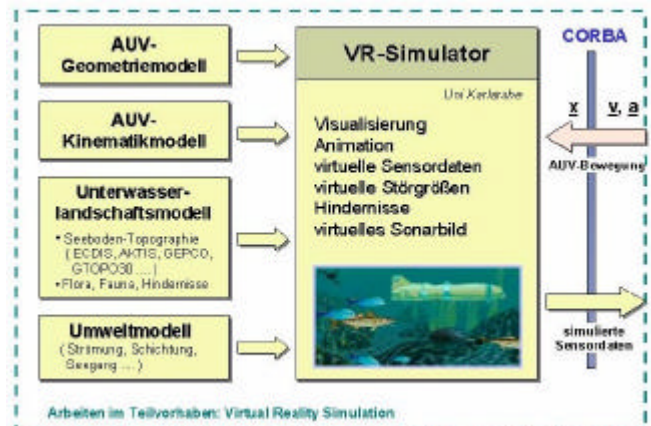 AUV-
Geometriemodell
AUV-
Kinematikmodell
Unterwasser-
landschaftsmodell
• Seeboden-Topographie
( ECDIS, AKTIS, GEPCO,
GTOPO30 ....)
• Flora, Fauna, Hindernisse
Umweltmodell
( Strömung, Schichtung,
Seegang ....)
VR-Simulator
Uni Karlsruhe
Visualisierung
Animation
virtuelle Sensordaten
virtuelle Störgrößen
Hindernisse
virtuelles Sonarbild
CORBA
x v, a
AUV-Bewegung
simulierte
Sensordaten
Arbeiten im Teilvorhaben: Virtual Reality Simulation